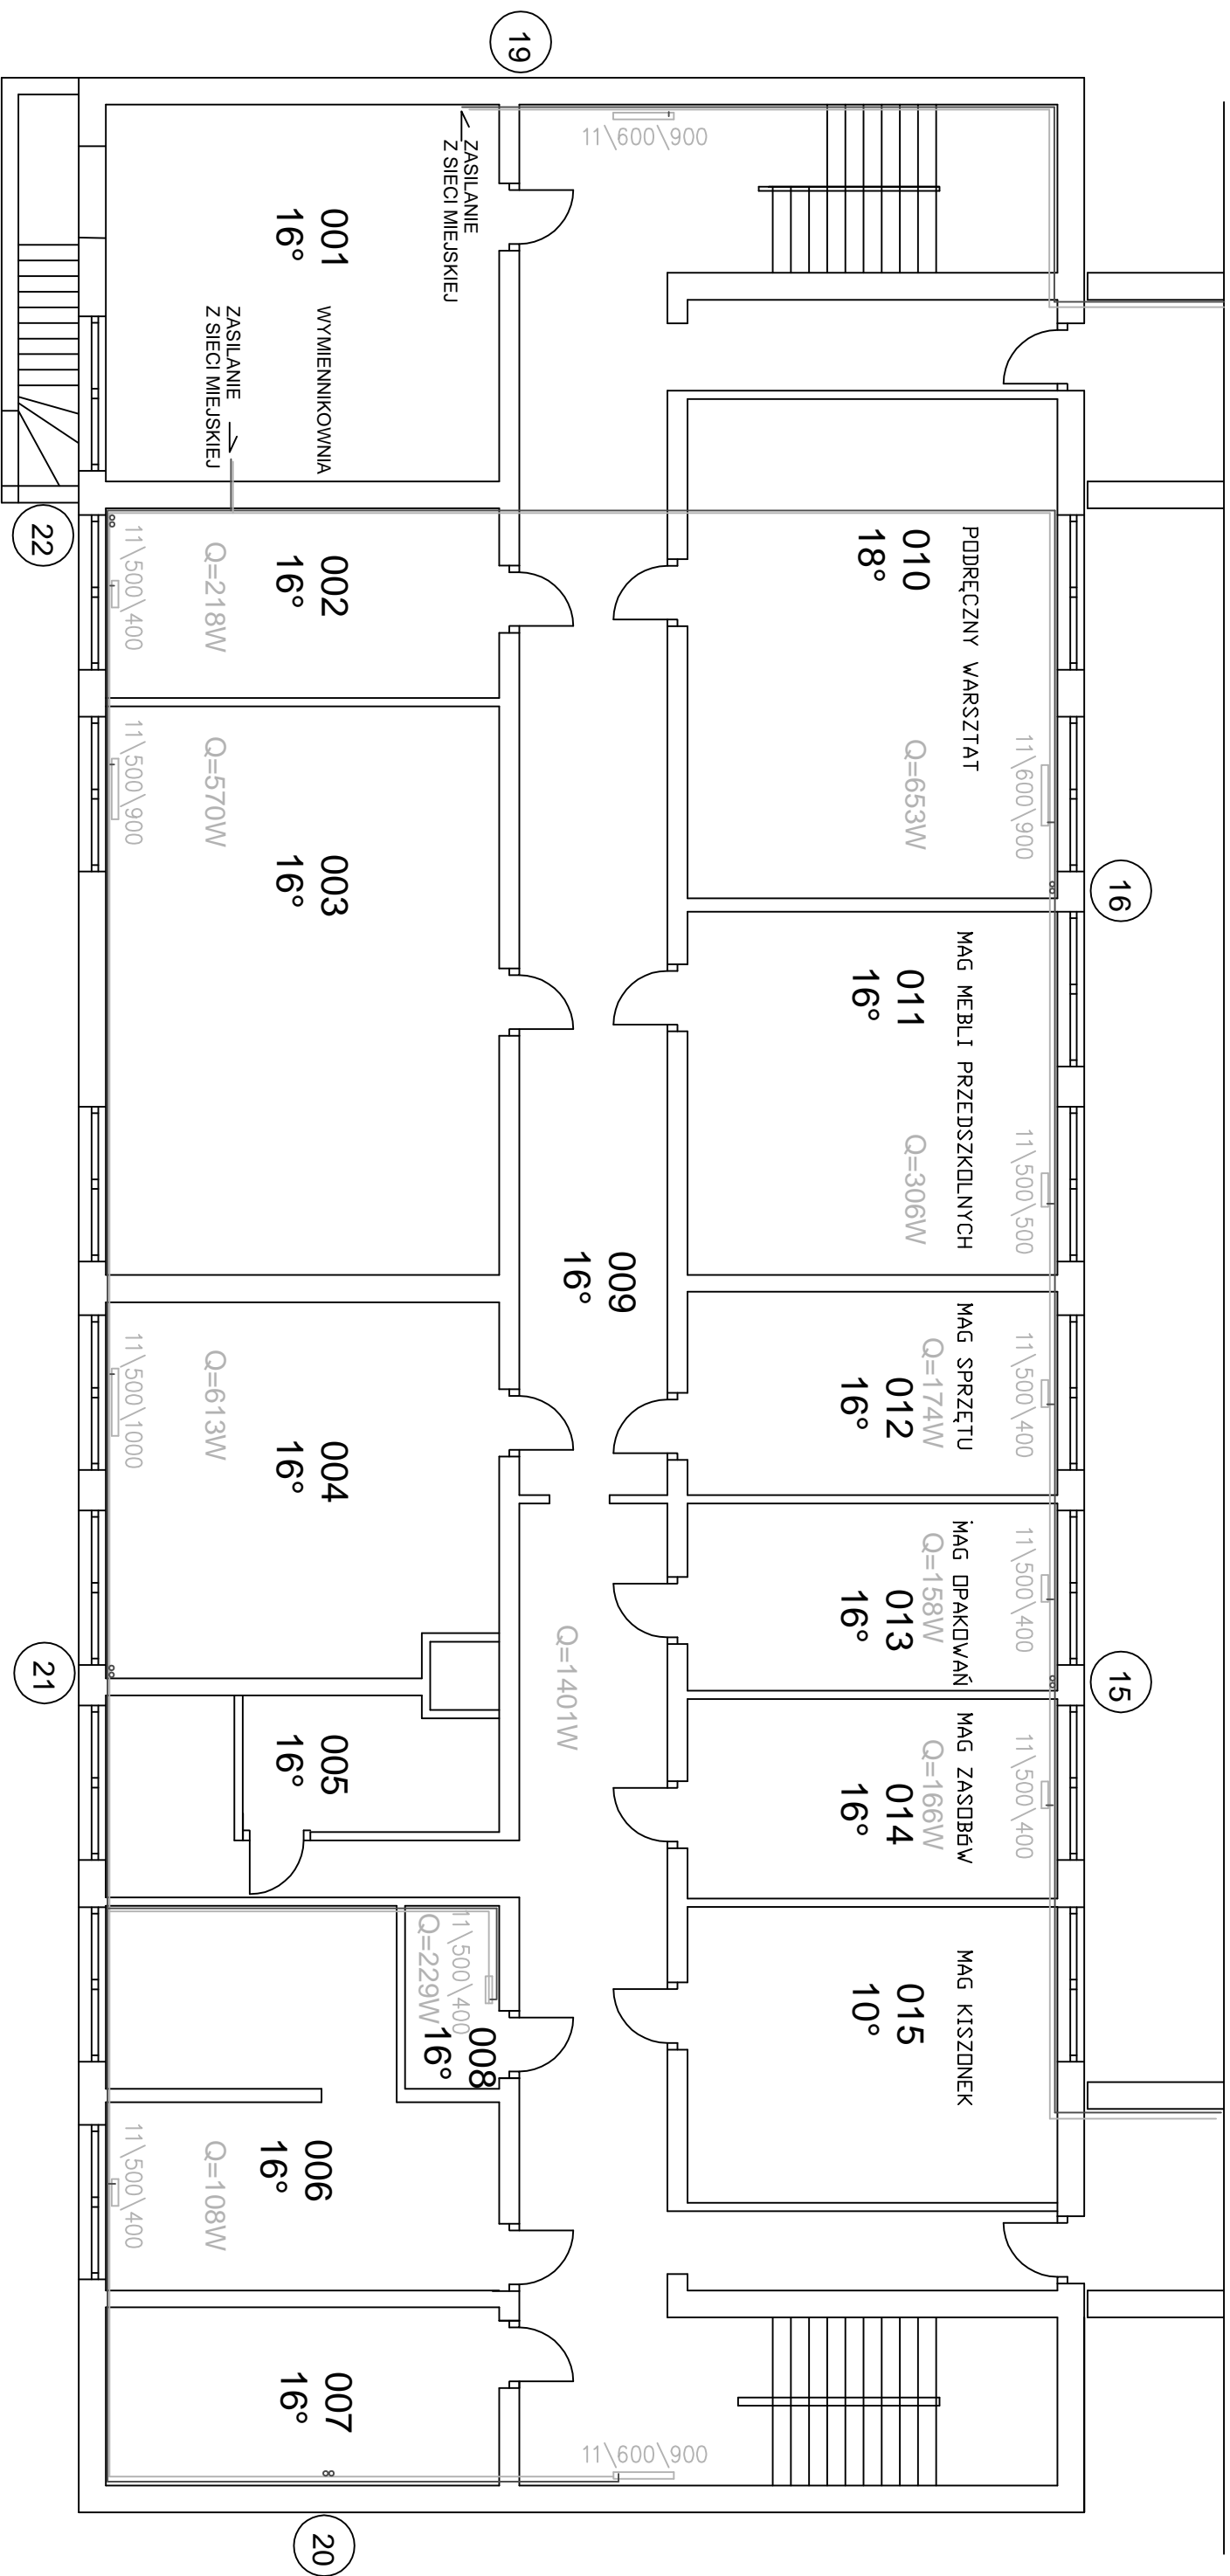 19
11\600\900
ZASILANIE
Z SIECI MIEJSKIEJ
001
16°
WYMIENNIKOWNIA
ZASILANIE
Z SIECI MIEJSKIEJ
22
002
16°
Q=218W
11\500\400
003
16°
Q=570W
11\500\900
004
16°
Q=613W
11\500\1000
21
005
16°
11\500\400
Q=229W
008
16°
006
16°
Q=108W
11\500\400
007
16°
20
11\600\900
009
16°
Q=1401W
PODRĘCZNY WARSZTAT
010
18°
Q=653W
11\600\900
16
MAG MEBLI PRZEDSZKOLNYCH
011
16°
Q=306W
11\500\500
MAG SPRZĘTU
Q=174W
012
16°
11\500\400
MAG OPAKOWAŃ
Q=158W
013
16°
11\500\400
15
MAG ZASOBÓW
Q=166W
014
16°
11\500\400
MAG KISZONEK
015
10°